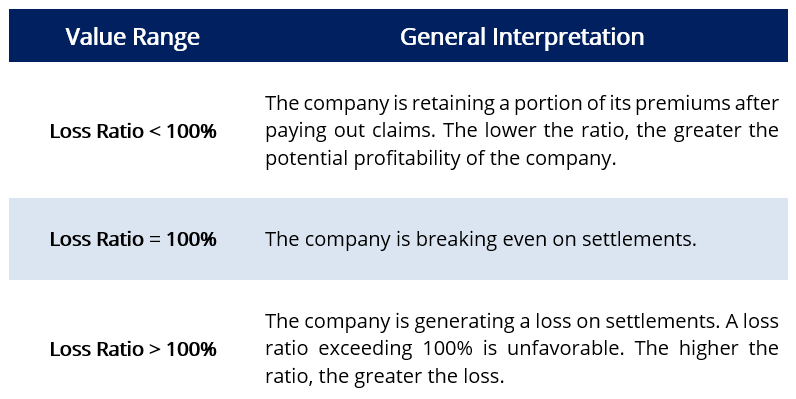 Value Range
General Interpretation
Loss Ratio < 100%
The company is retaining a portion of its premiums after
paying out claims. The lower the ratio, the greater the
potential profitability of the company.
Loss Ratio = 100%
The company is breaking even on settlements.
Loss Ratio > 100%
The company is generating a loss on settlements. A loss
ratio exceeding 100% is unfavorable. The higher the
ratio, the greater the loss.